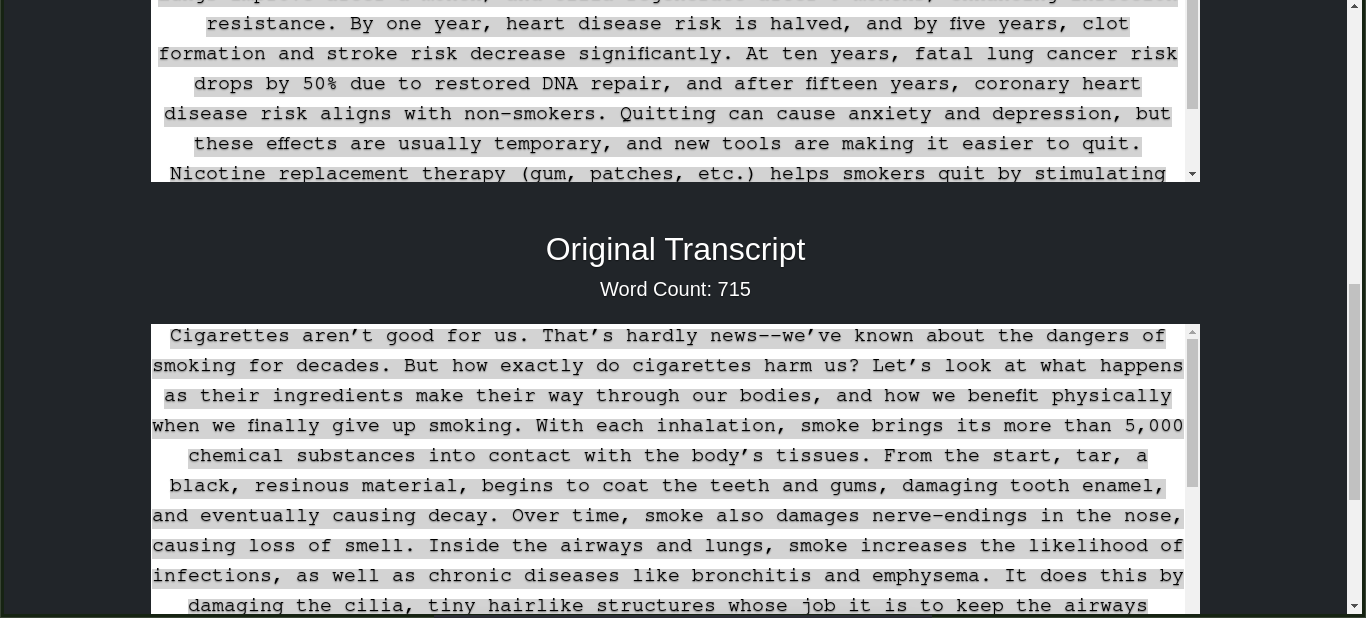 resistance. By one year, heart disease risk is halved, and by five years, clot
formation and stroke risk decrease significantly. At ten years, fatal lung cancer risk
drops by 50% due to restored DNA repair, and after fifteen years, coronary heart
disease risk aligns with non-smokers. Quitting can cause anxiety and depression, but
these effects are usually temporary, and new tools are making it easier to quit.
Nicotine replacement therapy (gum, patches, etc.) helps smokers quit by stimulating
Original Transcript
Word Count: 715
Cigarettes aren’t good for us. That’s hardly news--we’ve known about the dangers of
smoking for decades. But how exactly do cigarettes harm us? Let’s look at what happens
as their ingredients make their way through our bodies, and how we benefit physically
when we finally give up smoking. With each inhalation, smoke brings its more than 5,000
chemical substances into contact with the body’s tissues. From the start, tar, a
black, resinous material, begins to coat the teeth and gums, damaging tooth enamel,
and eventually causing decay. Over time, smoke also damages nerve-endings in the nose,
causing loss of smell. Inside the airways and lungs, smoke increases the likelihood of
infections, as well as chronic diseases like bronchitis and emphysema. It does this by
damaging the cilia, tiny hairlike structures whose job it is to keep the airways